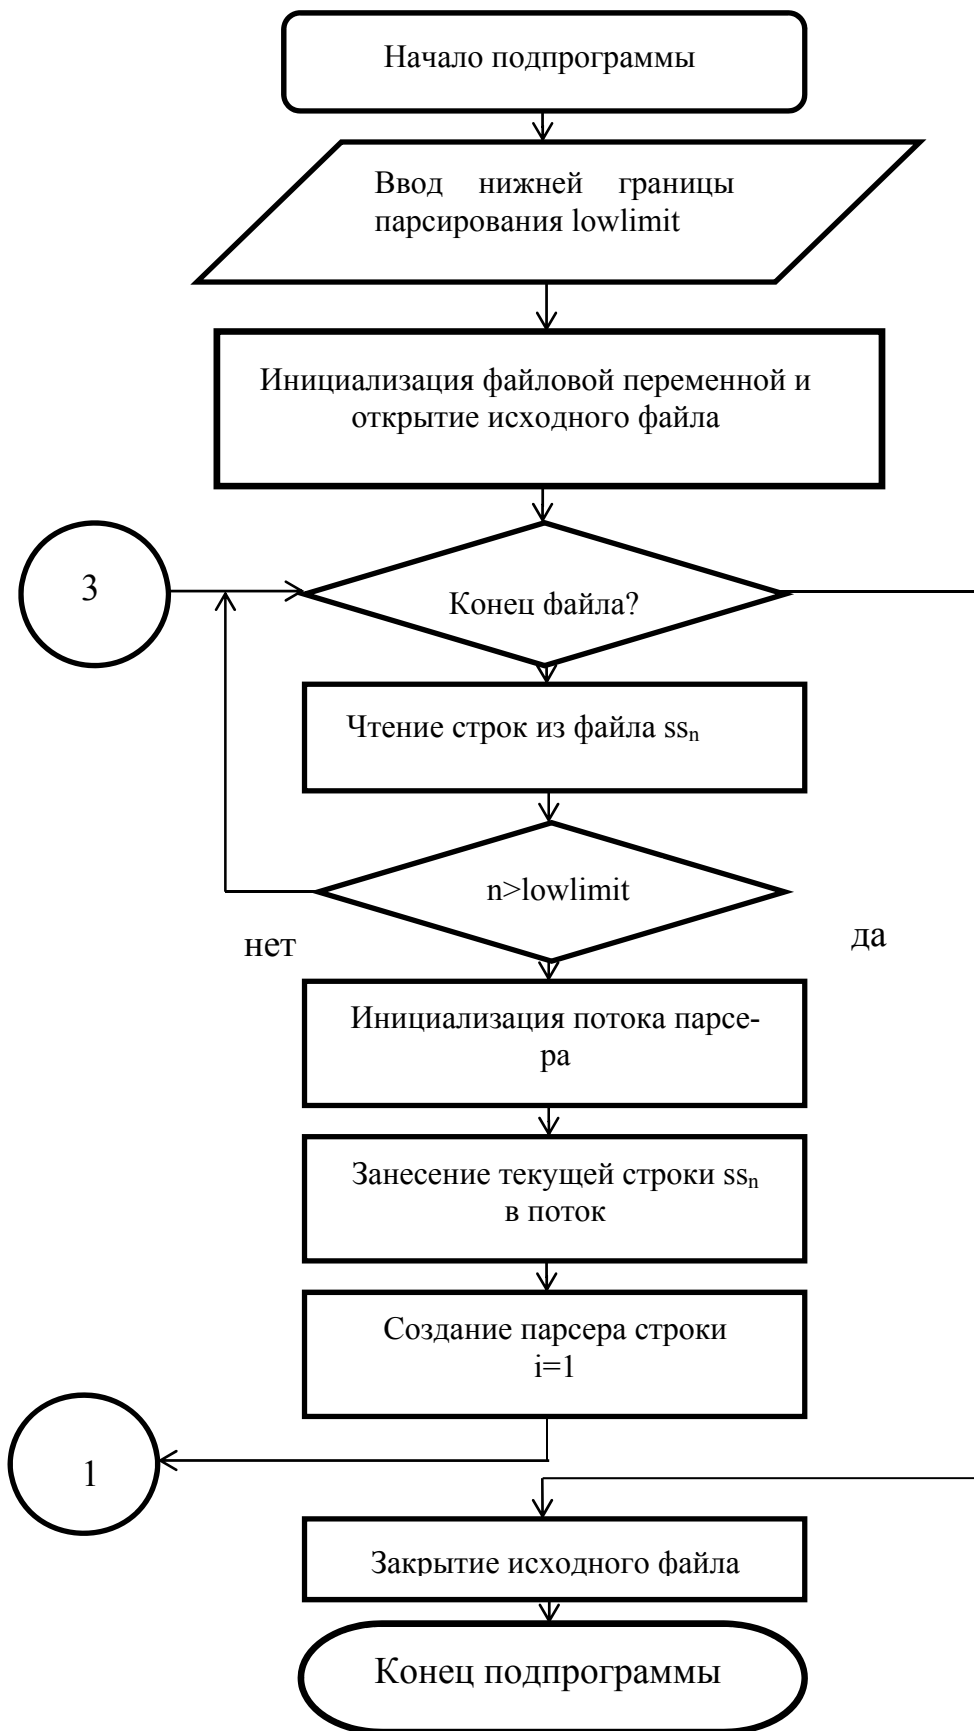 Начало подпрограммы
Ввод нижней границы
парсирования lowlimit
Инициализация файловой переменной и
открытие исходного файла
3
Конец файла?
Чтение строк из файла ssₙ
n>lowlimit
нет
да
Инициализация потока парсе-
ра
Занесение текущей строки ssₙ
в поток
Создание парсера строки
i=1
1
Закрытие исходного файла
Конец подпрограммы